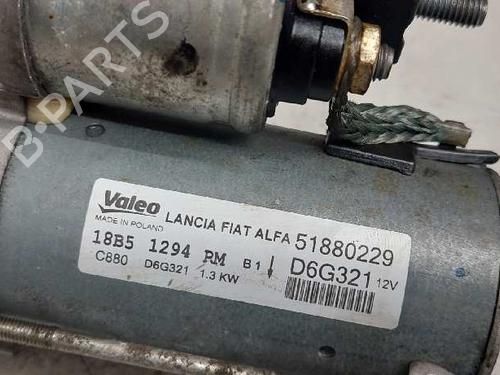 B-PARTS
Valeo LANCIA FIAT ALFA 51880229
MADE IN POLAND
18B5 1294 RM B1 D6G321 12V
C880 D6G321 1.3 KW